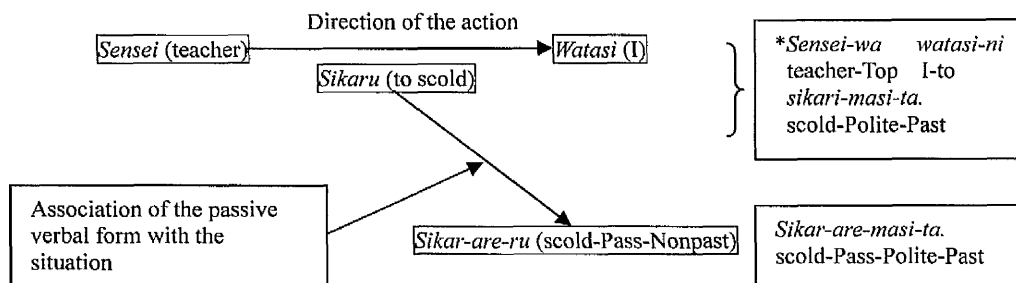 Direction of the action
Sensei (teacher)
Watasi (I)
Sikaru (to scold)
*Sensei-wa watasi-ni
teacher-Top I-to
sikari-masi-ta.
scold-Polite-Past
Association of the passive
verbal form with the
situation
Sikar-are-ru (scold-Pass-Nonpast)
Sikar-are-masi-ta.
scold-Pass-Polite-Past